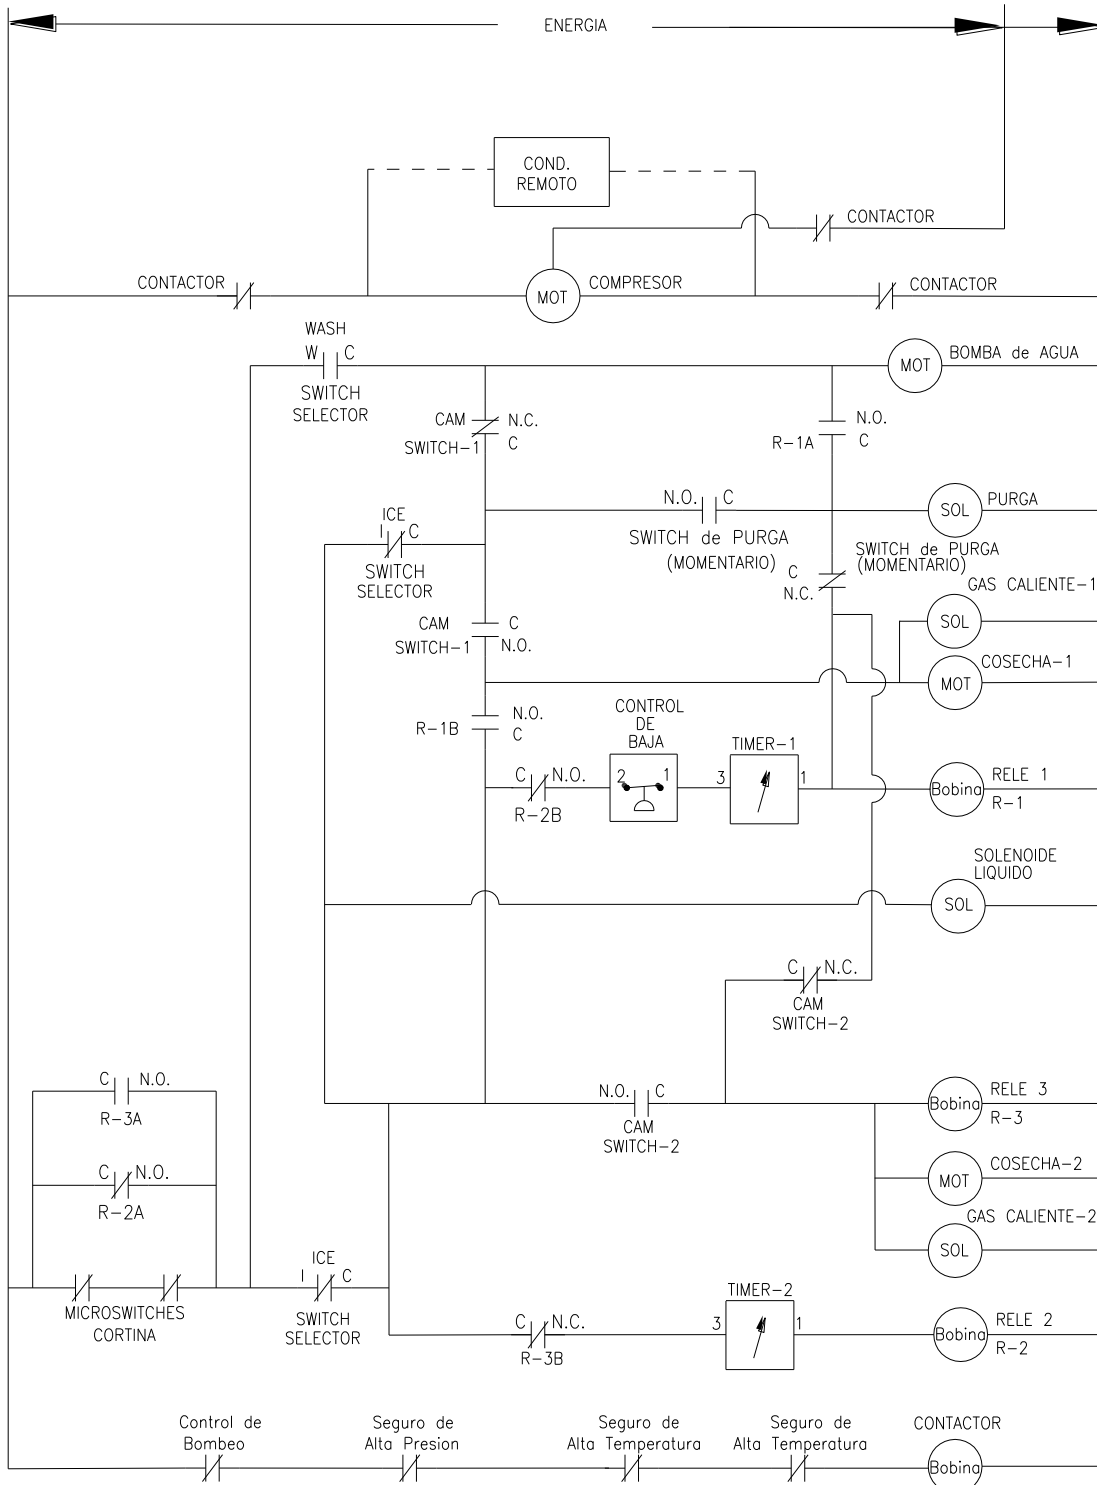 ENERGIA
COND.
REMOTO
CONTACTOR
CONTACTOR
MOT
COMPRESOR
CONTACTOR
WASH
W
C
SWITCH
SELECTOR
MOT
BOMBA de AGUA
CAM
SWITCH-1
N.C.
C
N.O.
R-1A
C
N.O.
C
SWITCH de PURGA
(MOMENTARIO)
SOL
PURGA
ICE
I
C
SWITCH
SELECTOR
SWITCH de PURGA
(MOMENTARIO)
C
N.C.
GAS CALIENTE-1
SOL
CAM
SWITCH-1
C
N.O.
COSECHA-1
MOT
R-1B
N.O.
C
CONTROL
DE
BAJA
2
1
TIMER-1
3
1
C
N.O.
R-2B
Bobina
RELE 1
R-1
SOLENOIDE
LIQUIDO
SOL
C
N.C.
CAM
SWITCH-2
C
N.O.
R-3A
N.O.
C
CAM
SWITCH-2
Bobina
RELE 3
R-3
C
N.O.
R-2A
MOT
COSECHA-2
GAS CALIENTE-2
SOL
MICROSWITCHES
CORTINA
ICE
I
C
SWITCH
SELECTOR
TIMER-2
3
1
C
N.C.
R-3B
Bobina
RELE 2
R-2
Control de
Bombeo
Seguro de
Alta Presion
Seguro de
Alta Temperatura
Seguro de
Alta Temperatura
CONTACTOR
Bobina